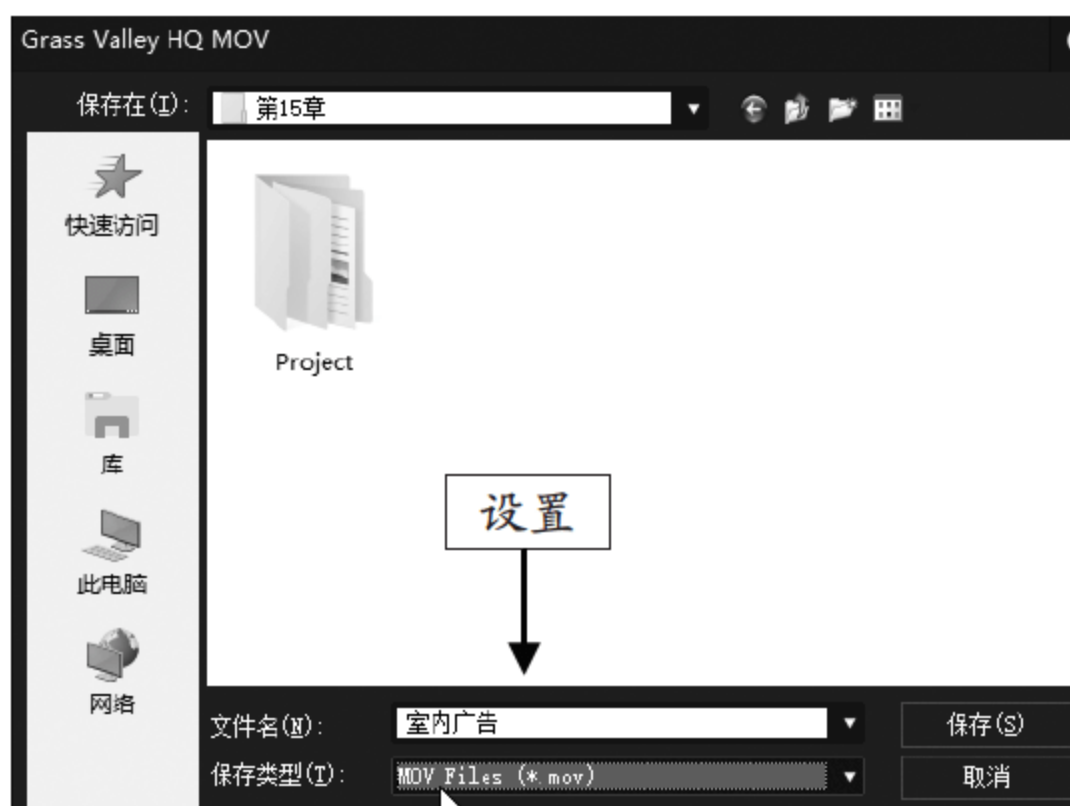 Grass Valley HQ MOV
保存在(I):
第15章
快速访问
桌面
库
此电脑
网络
Project
设置
文件名(N):
室内广告
保存(S)
保存类型(T):
MOV Files (*.mov)
取消